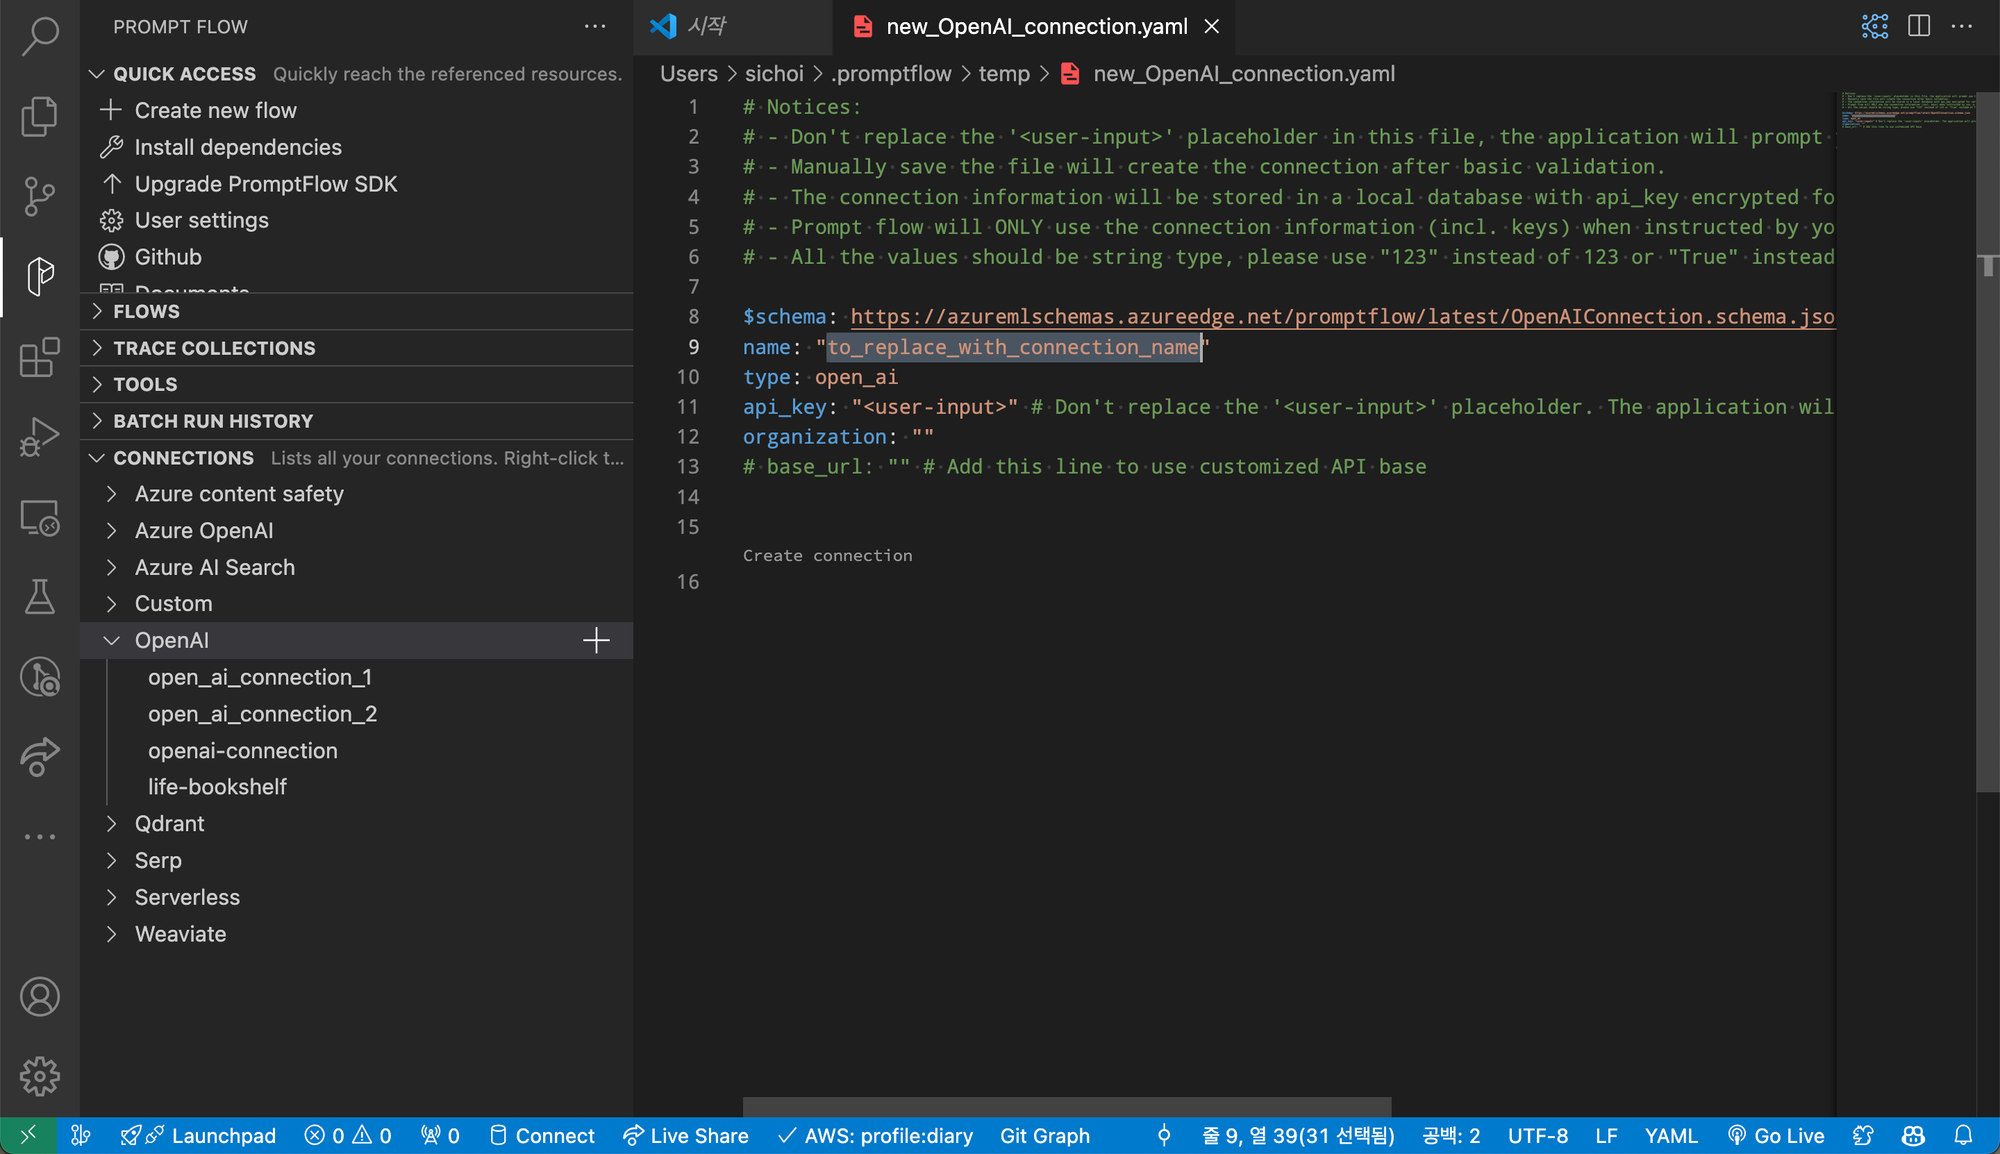 PROMPT FLOW
QUICK ACCESS Quickly reach the referenced resources.
Create new flow
Install dependencies
Upgrade PromptFlow SDK
User settings
Github
Documents
FLOWS
TRACE COLLECTIONS
TOOLS
BATCH RUN HISTORY
CONNECTIONS Lists all your connections. Right-click t...
Azure content safety
Azure OpenAI
Azure AI Search
Custom
OpenAI
open_ai_connection_1
open_ai_connection_2
openai-connection
life-bookshelf
Qdrant
Serp
Serverless
Weaviate
시작
new_OpenAI_connection.yaml
Users > sichoi > .promptflow > temp > new_OpenAI_connection.yaml
1 # Notices:
2 # - Don't replace the '<user-input>' placeholder in this file, the application will prompt
3 # - Manually save the file will create the connection after basic validation.
4 # - The connection information will be stored in a local database with api_key encrypted fo
5 # - Prompt flow will ONLY use the connection information (incl. keys) when instructed by yo
6 # - All the values should be string type, please use "123" instead of 123 or "True" instead
7
8 $schema: https://azuremlschemas.azureedge.net/promptflow/latest/OpenAIConnection.schema.jso
9 name: "to_replace_with_connection_name"
10 type: open_ai
11 api_key: "<user-input>" # Don't replace the '<user-input>' placeholder. The application wil
12 organization: ""
13 # base_url: "" # Add this line to use customized API base
14
15
Create connection
16
Launchpad 0 0 0 Connect Live Share AWS: profile:diary Git Graph 줄 9, 열 39(31 선택됨) 공백: 2 UTF-8 LF YAML Go Live